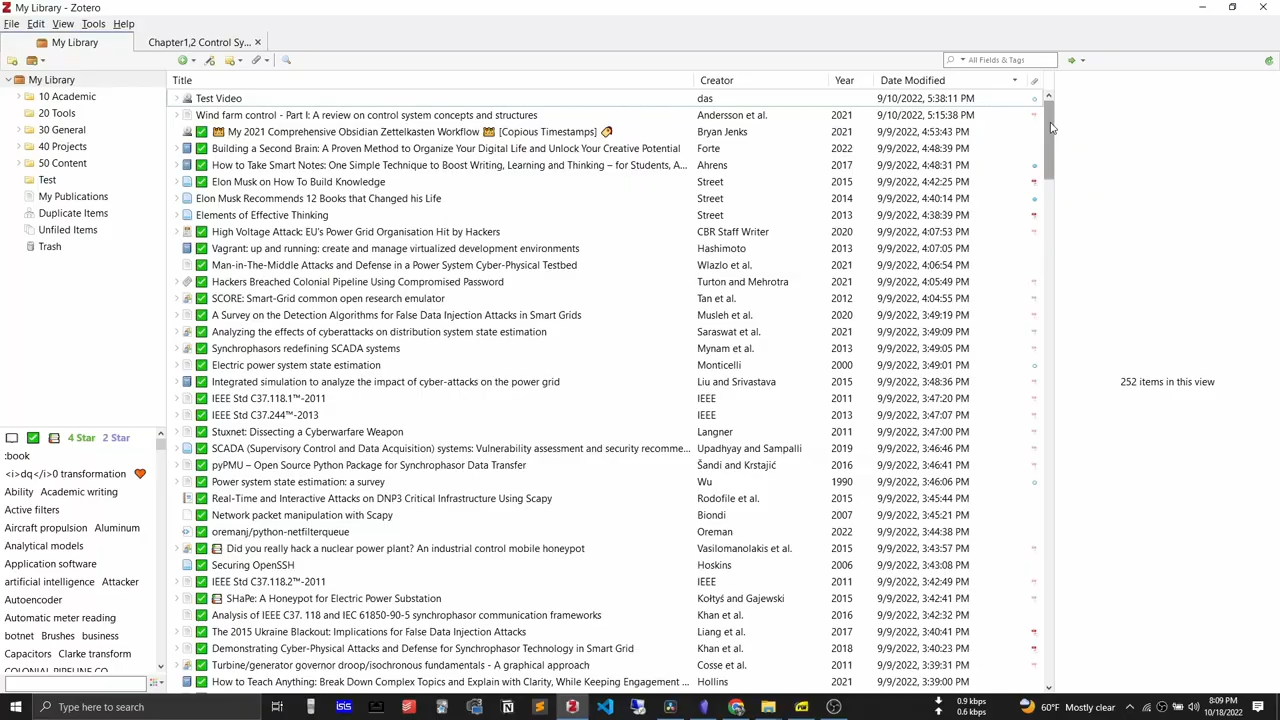 My Library - Zotero
File Edit View Tools Help
My Library
Chapter1,2 Control Sy...
All Fields & Tags
My Library
10 Academic
20 Tools
30 General
40 Projects
50 Content
Test
My Publications
Duplicate Items
Unfiled Items
Trash
Title Creator Year Date Modified
Test Video das 9/10/2022, 5:38:11 PM
Wind farm control - Part I: A review on control system concepts and structures Andersson et al. 2021 9/10/2022, 5:15:38 PM
My 2021 Comprehensive Obsidian Zettelkasten Workflow [Copious Timestamps] Bryan Jenks 2021 9/9/2022, 4:53:43 PM
Building a Second Brain: A Proven Method to Organize Your Digital Life and Unlock Your Creative Potential Forte 2022 9/9/2022, 4:48:39 PM
How to Take Smart Notes: One Simple Technique to Boost Writing, Learning and Thinking – for Students, A... Ahrens 2017 9/9/2022, 4:48:31 PM
Elon Musk on How To Build Knowledge Street 2015 9/9/2022, 4:42:25 PM
Elon Musk Recommends 12 Books that Changed his Life Street 2014 9/9/2022, 4:40:14 PM
Elements of Effective Thinking Street 2013 9/9/2022, 4:38:39 PM
High Voltage Attack: EU's Power Grid Organisation Hit by Hackers CBR Staff Writer 2020 9/9/2022, 4:07:53 PM
Vagrant: up and running: create and manage virtualized development environments Hashimoto 2013 9/9/2022, 4:07:05 PM
Man-in-The-Middle Attacks and Defense in a Power System Cyber-Physical Testbed Wlazlo et al. 2021 9/9/2022, 4:06:54 PM
Hackers Breached Colonial Pipeline Using Compromised Password Turton and Mehrotra 2021 9/9/2022, 4:05:49 PM
SCORE: Smart-Grid common open research emulator Tan et al. 2012 9/9/2022, 4:04:55 PM
A Survey on the Detection Algorithms for False Data Injection Attacks in Smart Grids Musleh et al. 2020 9/9/2022, 3:49:19 PM
Analyzing the effects of cyberattacks on distribution system state estimation Saraswat et al. 2021 9/9/2022, 3:49:09 PM
Synchrophasors redefining SCADA systems Mynam et al. 2013 9/9/2022, 3:49:05 PM
Electric power system state estimation Monticelli 2000 9/9/2022, 3:49:01 PM
Integrated simulation to analyze the impact of cyber-attacks on the power grid Liu and Srivastava 2015 9/9/2022, 3:48:36 PM
IEEE Std C37.118.1™-2011 IEEE 2011 9/9/2022, 3:47:20 PM
IEEE Std C37.244™-2013 IEEE 2013 9/9/2022, 3:47:07 PM
Stuxnet: Dissecting a Cyberwarfare Weapon Langner 2011 9/9/2022, 3:47:00 PM
SCADA (Supervisory Control and Data Acquisition) systems: Vulnerability assessment and security recomme... Upadhyay and Sampalli 2019 9/9/2022, 3:46:46 PM
pyPMU – Open Source Python Package for Synchrophasor Data Transfer Šandi and Krstajić 2016 9/9/2022, 3:46:41 PM
Power system state estimation: a survey Wu 1990 9/9/2022, 3:46:06 PM
Real-Time and Interactive Attacks on DNP3 Critical Infrastructure Using Scapy Rodofile et al. 2015 9/9/2022, 3:45:44 PM
Network packet manipulation with Scapy Biondi 2007 9/9/2022, 3:45:21 PM
oremanj/python-netfilterqueue Oreman 2022 9/9/2022, 3:44:38 PM
Did you really hack a nuclear power plant? An industrial control mobile honeypot Vasilomanolakis et al. 2015 9/9/2022, 3:43:57 PM
Securing OpenSSH Hoskins 2006 9/9/2022, 3:43:08 PM
IEEE Std C37.118.2™-2011 IEEE 2011 9/9/2022, 3:42:49 PM
SHaPe: A Honeypot for Electric Power Substation Kołtyś and Gajewski 2015 9/9/2022, 3:42:41 PM
Analysis of IEEE C37. 118 and IEC 61850-90-5 synchrophasor communication frameworks Khan et al. 2016 9/9/2022, 3:42:32 PM
The 2015 Ukraine Blackout: Implications for False Data Injection Attacks Liang et al. 2017 9/9/2022, 3:40:41 PM
Demonstrating Cyber-Physical Attacks and Defense for Synchrophasor Technology in Smart Grid Khan et al. 2018 9/9/2022, 3:40:23 PM
Turbine/generator governor droop/isochronous fundamentals - A graphical approach Cosse et al. 2011 9/9/2022, 3:39:31 PM
How to Teach Anything: Break Down Complex Topics and Explain with Clarity, While Keeping Engagement ... Hollins 2021 9/9/2022, 3:39:00 PM
252 items in this view
4 Star 2 Star
:book
<i>dq</i>0 transformation
Ability Academic writing
Active filters
Aircraft propulsion Aluminum
Analytical models
Application software
artificial intelligence Attacker
Autoencoder
Automatic meter reading
botnet Brushes business
Capacitors Clarke transform
COLONIAL PIPELINE CO
Type here to search
isis
0.9 kbps
0.6 kbps
60°F Mostly clear
8:09 PM
10/18/2022